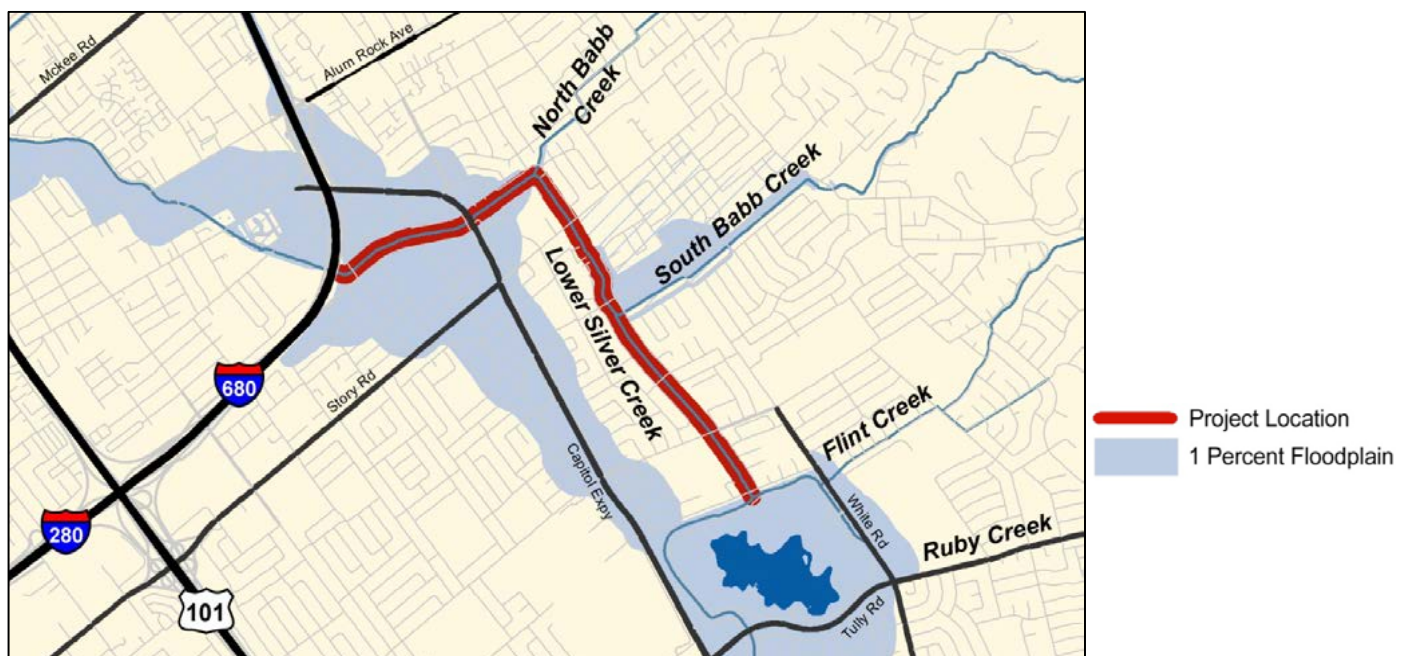 Mckee Rd
Alum Rock Ave
North Babb
Creek
South Babb Creek
Lower Silver Creek
680
Story Rd
Capitol Expy
Flint Creek
White Rd
Ruby Creek
Tully Rd
280
101
Project Location
1 Percent Floodplain